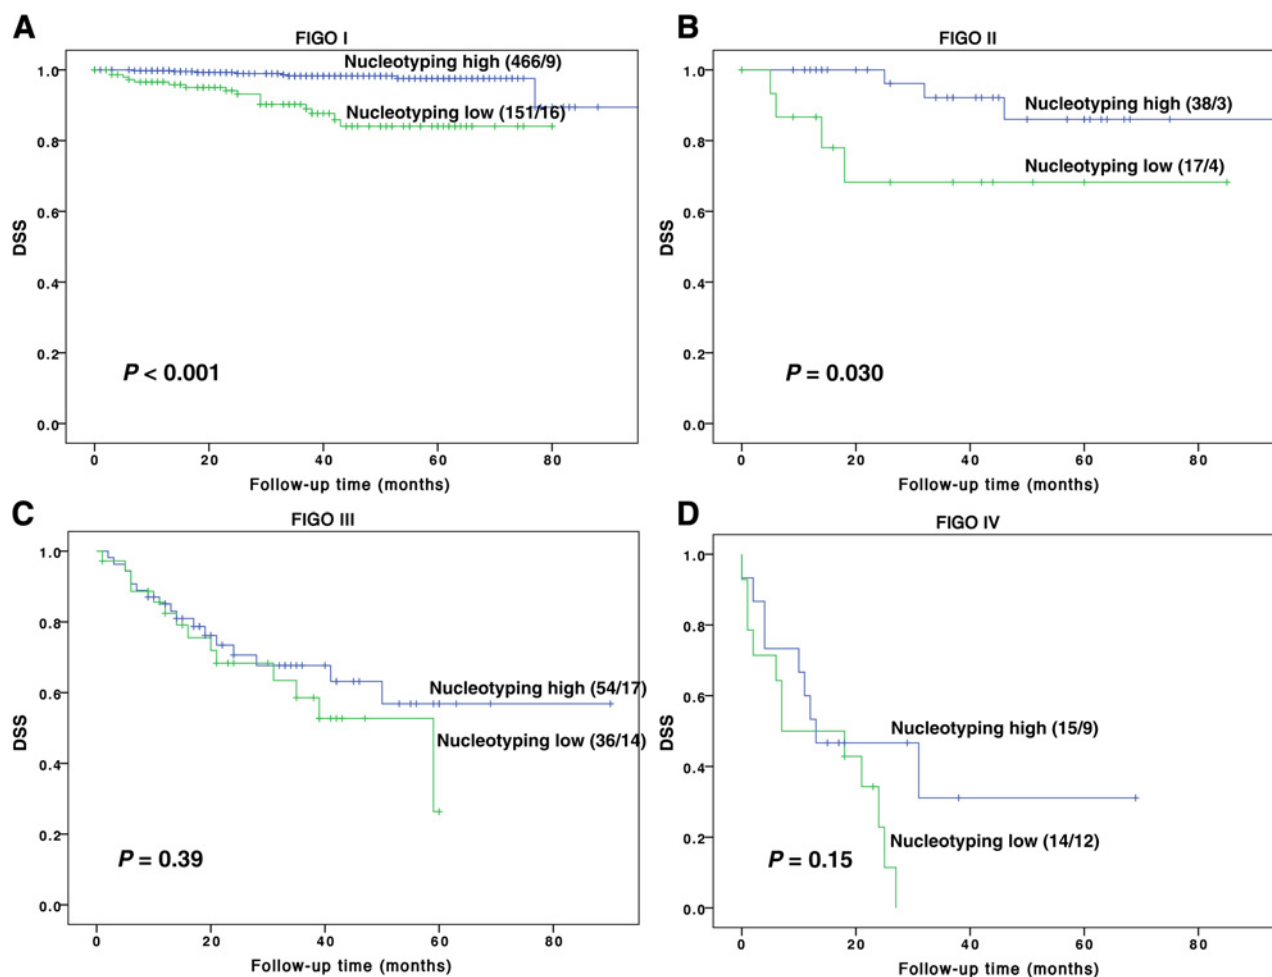 A
FIGO I
1.0
0.8
0.6
0.4
0.2
0.0
DSS
Nucleotyping high (466/9)
Nucleotyping low (151/16)
P < 0.001
0 20 40 60 80
Follow-up time (months)
B
FIGO II
1.0
0.8
0.6
0.4
0.2
0.0
DSS
Nucleotyping high (38/3)
Nucleotyping low (17/4)
P = 0.030
0 20 40 60 80
Follow-up time (months)
C
FIGO III
1.0
0.8
0.6
0.4
0.2
0.0
DSS
Nucleotyping high (54/17)
Nucleotyping low (36/14)
P = 0.39
0 20 40 60 80
Follow-up time (months)
D
FIGO IV
1.0
0.8
0.6
0.4
0.2
0.0
DSS
Nucleotyping high (15/9)
Nucleotyping low (14/12)
P = 0.15
0 20 40 60 80
Follow-up time (months)